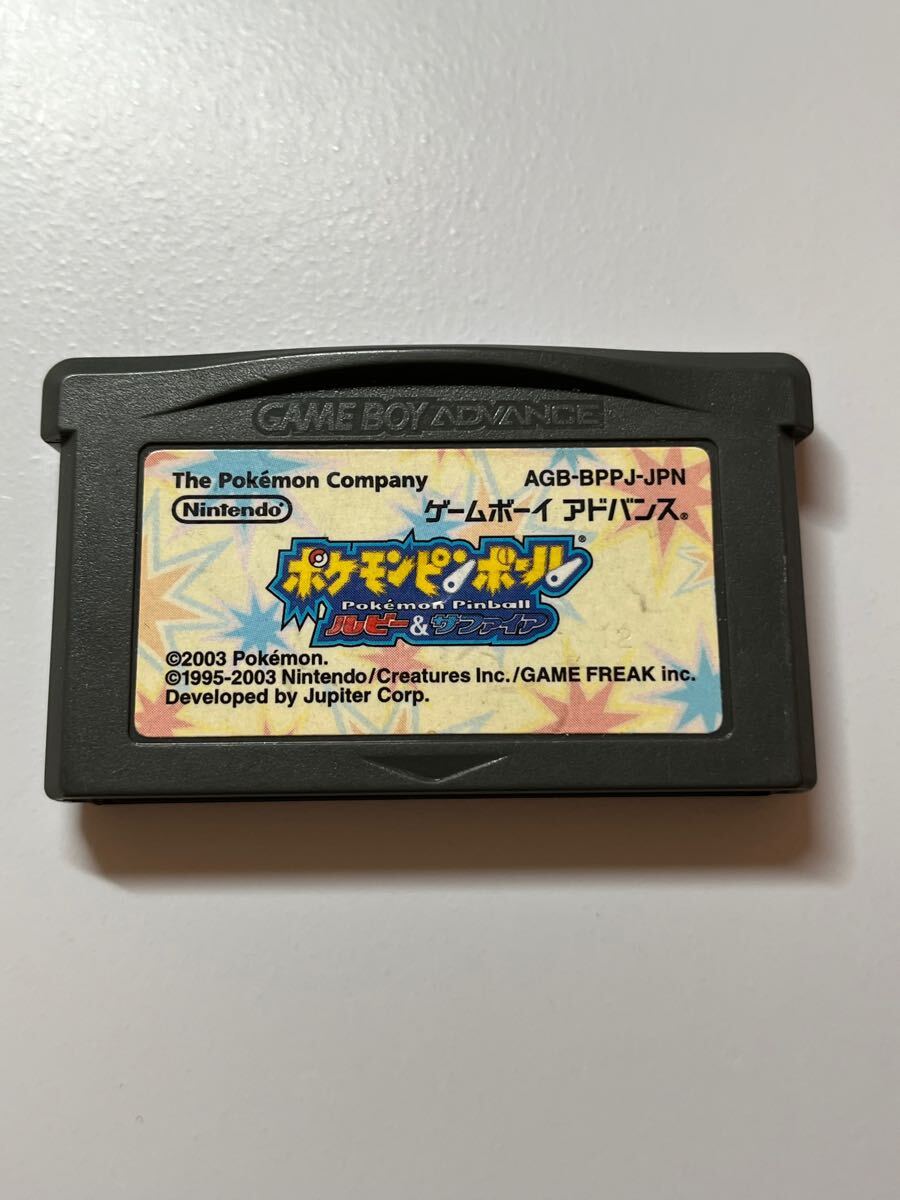 GAME BOY ADVANCE
The Pokémon Company AGB-BPPJ-JPN
Nintendo® ゲームボーイ アドバンス®
ポケモンピンボール®
Pokémon Pinball
ルビー&サファイア
©2003 Pokémon.
©1995-2003 Nintendo/Creatures Inc./GAME FREAK inc.
Developed by Jupiter Corp.